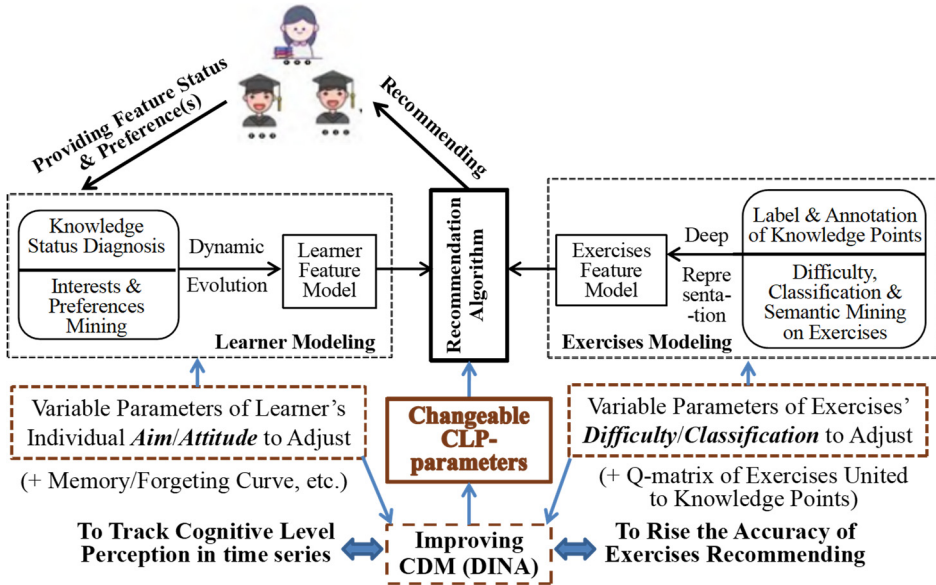 Providing Feature Status
& Preference(s)
Recommending
Knowledge
Status Diagnosis
Interests &
Preferences
Mining
Dynamic
Evolution
Learner
Feature
Model
Learner Modeling
Recommendation
Algorithm
Exercises
Feature
Model
Deep
Repre-
senta-
-tion
Label & Annotation
of Knowledge Points
Difficulty,
Classification &
Semantic Mining
on Exercises
Exercises Modeling
Variable Parameters of Learner’s
Individual Aim/Attitude to Adjust
(+ Memory/Forgeting Curve, etc.)
Changeable
CLP-
parameters
Variable Parameters of Exercises’
Difficulty/Classification to Adjust
(+ Q-matrix of Exercises United
to Knowledge Points)
To Track Cognitive Level
Perception in time series
Improving
CDM (DINA)
To Rise the Accuracy of
Exercises Recommending